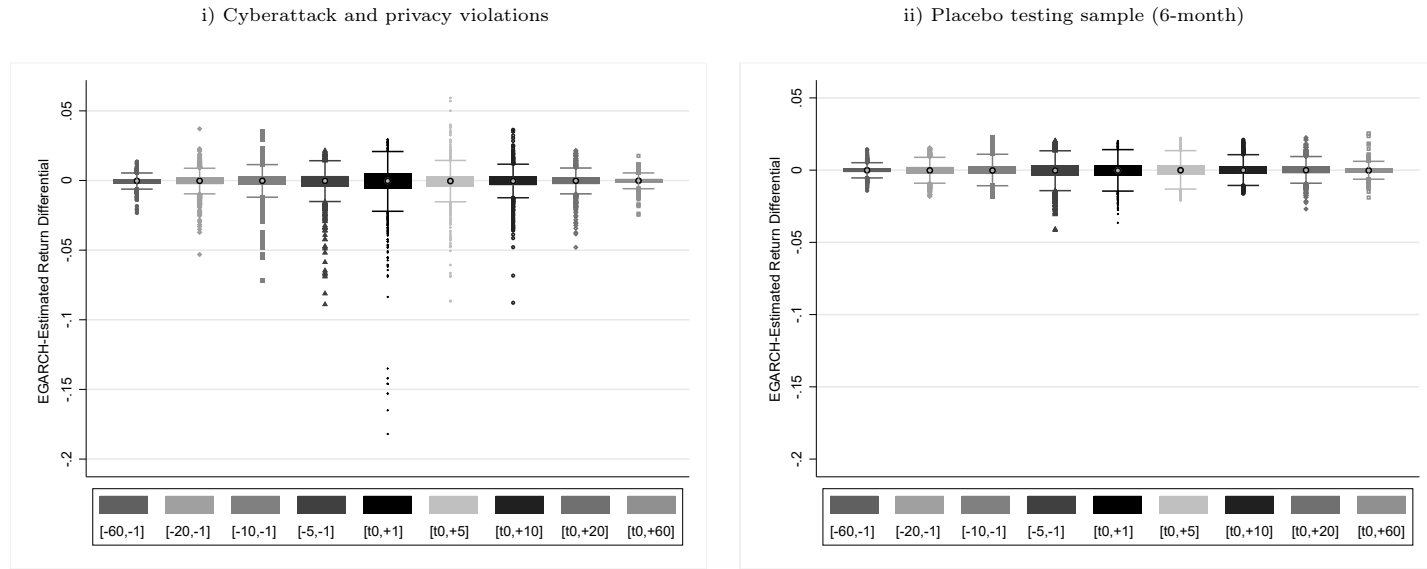 i) Cyberattack and privacy violations
EGARCH-Estimated Return Differential
.05
0
-.05
-.1
-.15
-.2
[-60,-1] [-20,-1] [-10,-1] [-5,-1] [t0,+1] [t0,+5] [t0,+10] [t0,+20] [t0,+60]
ii) Placebo testing sample (6-month)
EGARCH-Estimated Return Differential
.05
0
-.05
-.1
-.15
-.2
[-60,-1] [-20,-1] [-10,-1] [-5,-1] [t0,+1] [t0,+5] [t0,+10] [t0,+20] [t0,+60]